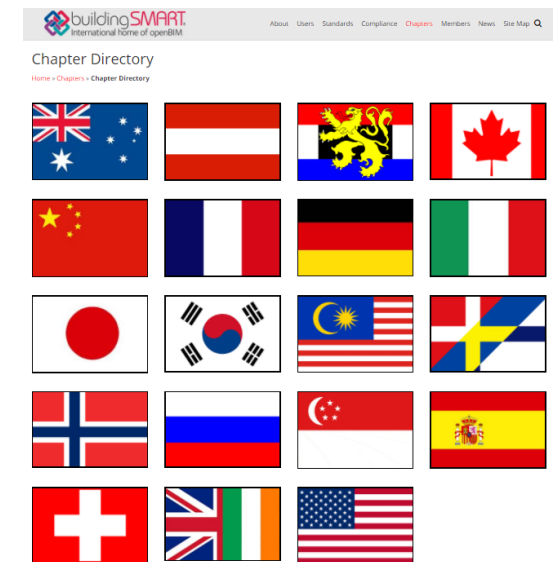 buildingSMART.
International home of openBIM
About Users Standards Compliance Chapters Members News Site Map
Chapter Directory
Home » Chapters » Chapter Directory